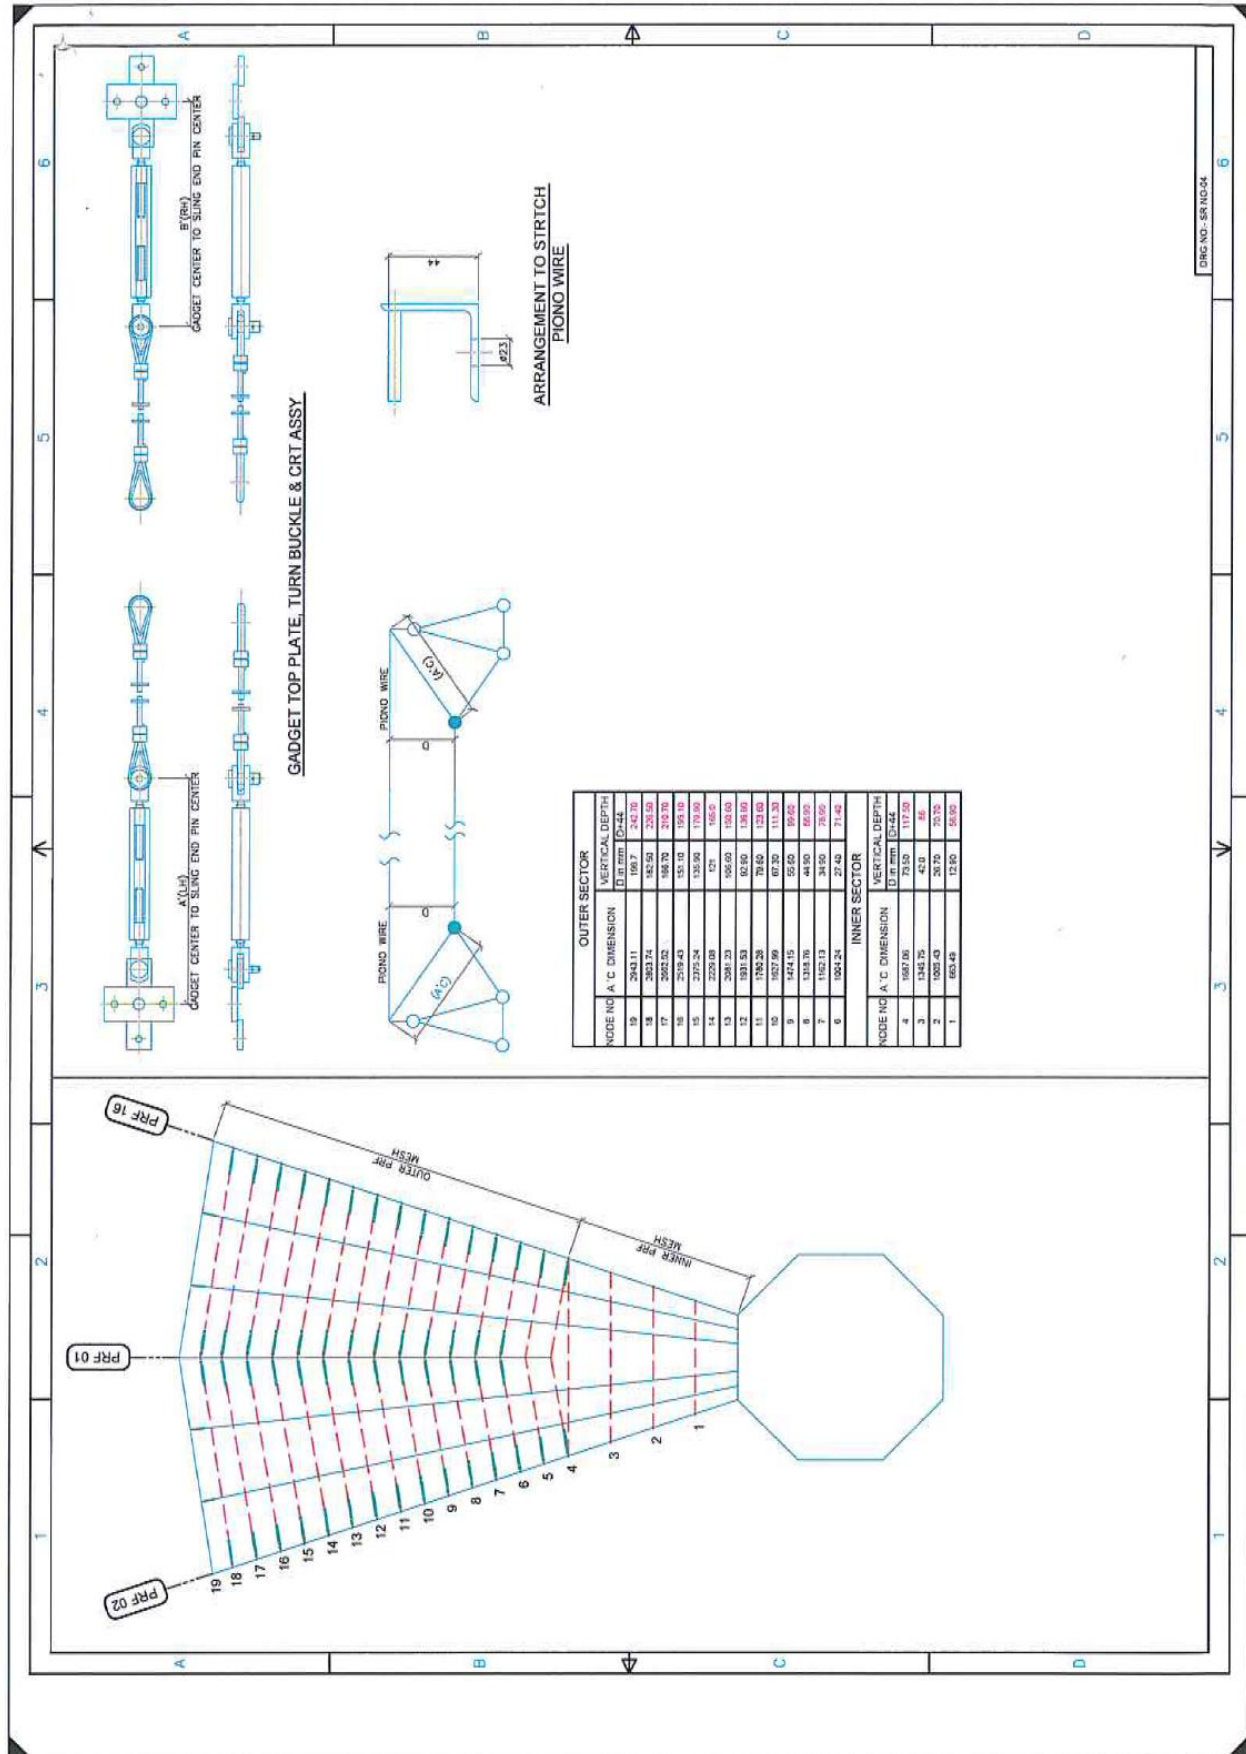 1
2
3
4
5
6
A
B
C
D
PRF 02
PRF 01
PRF 16
19
18
17
16
15
14
13
12
11
10
9
8
7
6
5
4
3
2
1
OUTER PRF
MESH
INNER PRF
MESH
A'(LH)
GADGET CENTER TO SLING END PIN CENTER
B'(RH)
GADGET CENTER TO SLING END PIN CENTER
GADGET TOP PLATE, TURN BUCKLE & CRT ASSY
PIONO WIRE
PIONO WIRE
D
D
(A'C)
(A'C)
44
ø23
ARRANGEMENT TO STRTCH
PIONO WIRE
OUTER SECTOR
NODE NO A 'C DIMENSION VERTICAL DEPTH
D in mm D+44
19 2943.11 198.7 242.70
18 2803.74 182.50 226.50
17 2662.52 166.70 210.70
16 2519.43 151.10 195.10
15 2375.24 135.90 179.90
14 2229.08 121 165.0
13 2081.23 106.60 150.60
12 1931.53 92.90 136.90
11 1780.28 79.60 123.60
10 1627.99 67.30 111.30
9 1474.15 55.60 99.60
8 1318.76 44.90 88.90
7 1162.13 34.90 78.90
6 1004.24 27.40 71.40
INNER SECTOR
NODE NO A 'C DIMENSION VERTICAL DEPTH
D in mm D+44
4 1687.06 73.50 117.50
3 1346.75 42.0 86
2 1005.43 26.70 70.70
1 663.49 12.90 56.90
DRG NO:- SR NO-04
1
2
3
4
5
6
A
B
C
D